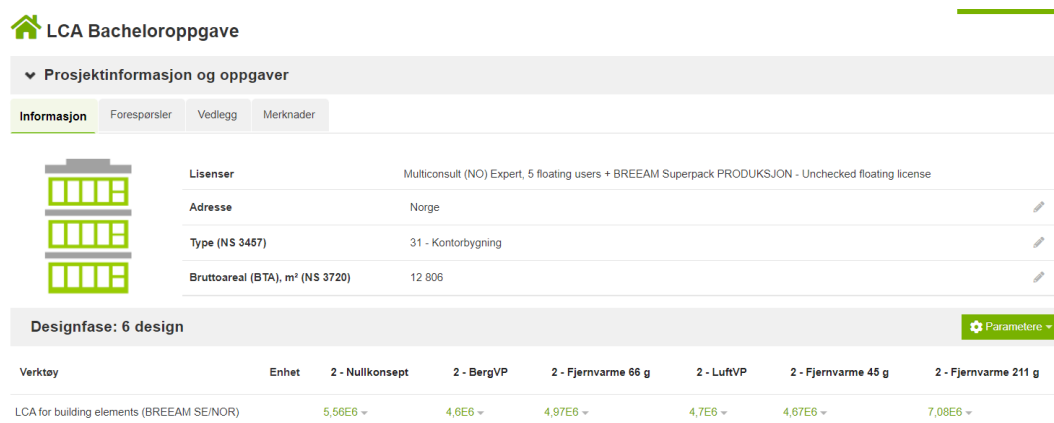 LCA Bacheloroppgave
Prosjektinformasjon og oppgaver
Informasjon Forespørsler Vedlegg Merknader
Lisenser Multiconsult (NO) Expert, 5 floating users + BREEAM Superpack PRODUKSJON - Unchecked floating license
Adresse Norge
Type (NS 3457) 31 - Kontorbygning
Bruttoareal (BTA), m² (NS 3720) 12 806
Designfase: 6 design Parametere
Verktøy Enhet 2 - Nullkonsept 2 - BergVP 2 - Fjernvarme 66 g 2 - LuftVP 2 - Fjernvarme 45 g 2 - Fjernvarme 211 g
LCA for building elements (BREEAM SE/NOR) 5,56E6 4,6E6 4,97E6 4,7E6 4,67E6 7,08E6